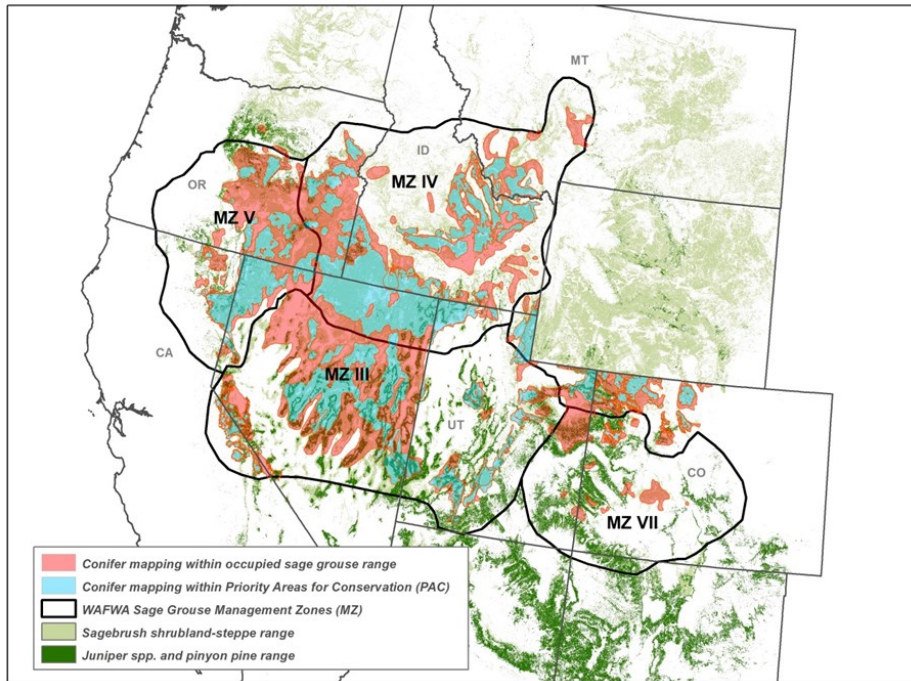 MT
ID
MZ IV
OR
MZ V
CA
MZ III
UT
CO
MZ VII
Conifer mapping within occupied sage grouse range
Conifer mapping within Priority Areas for Conservation (PAC)
WAFWA Sage Grouse Management Zones (MZ)
Sagebrush shrubland-steppe range
Juniper spp. and pinyon pine range